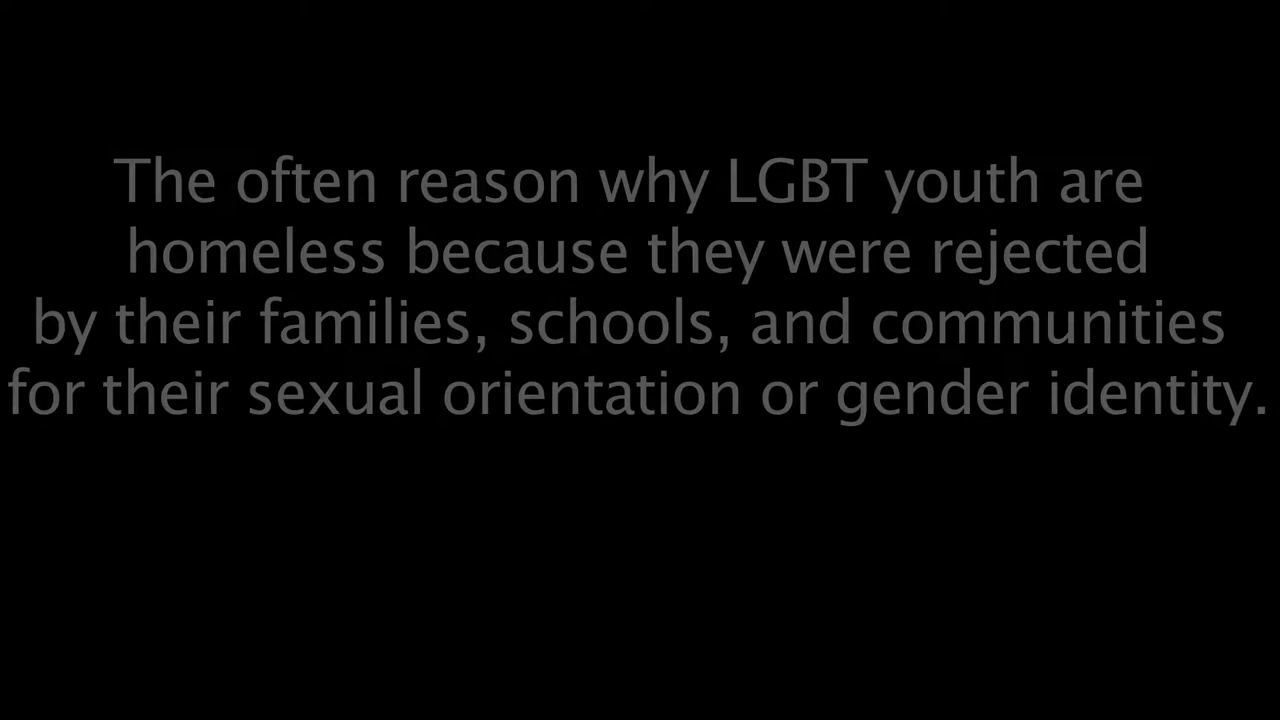 The often reason why LGBT youth are
homeless because they were rejected
by their families, schools, and communities
for their sexual orientation or gender identity.